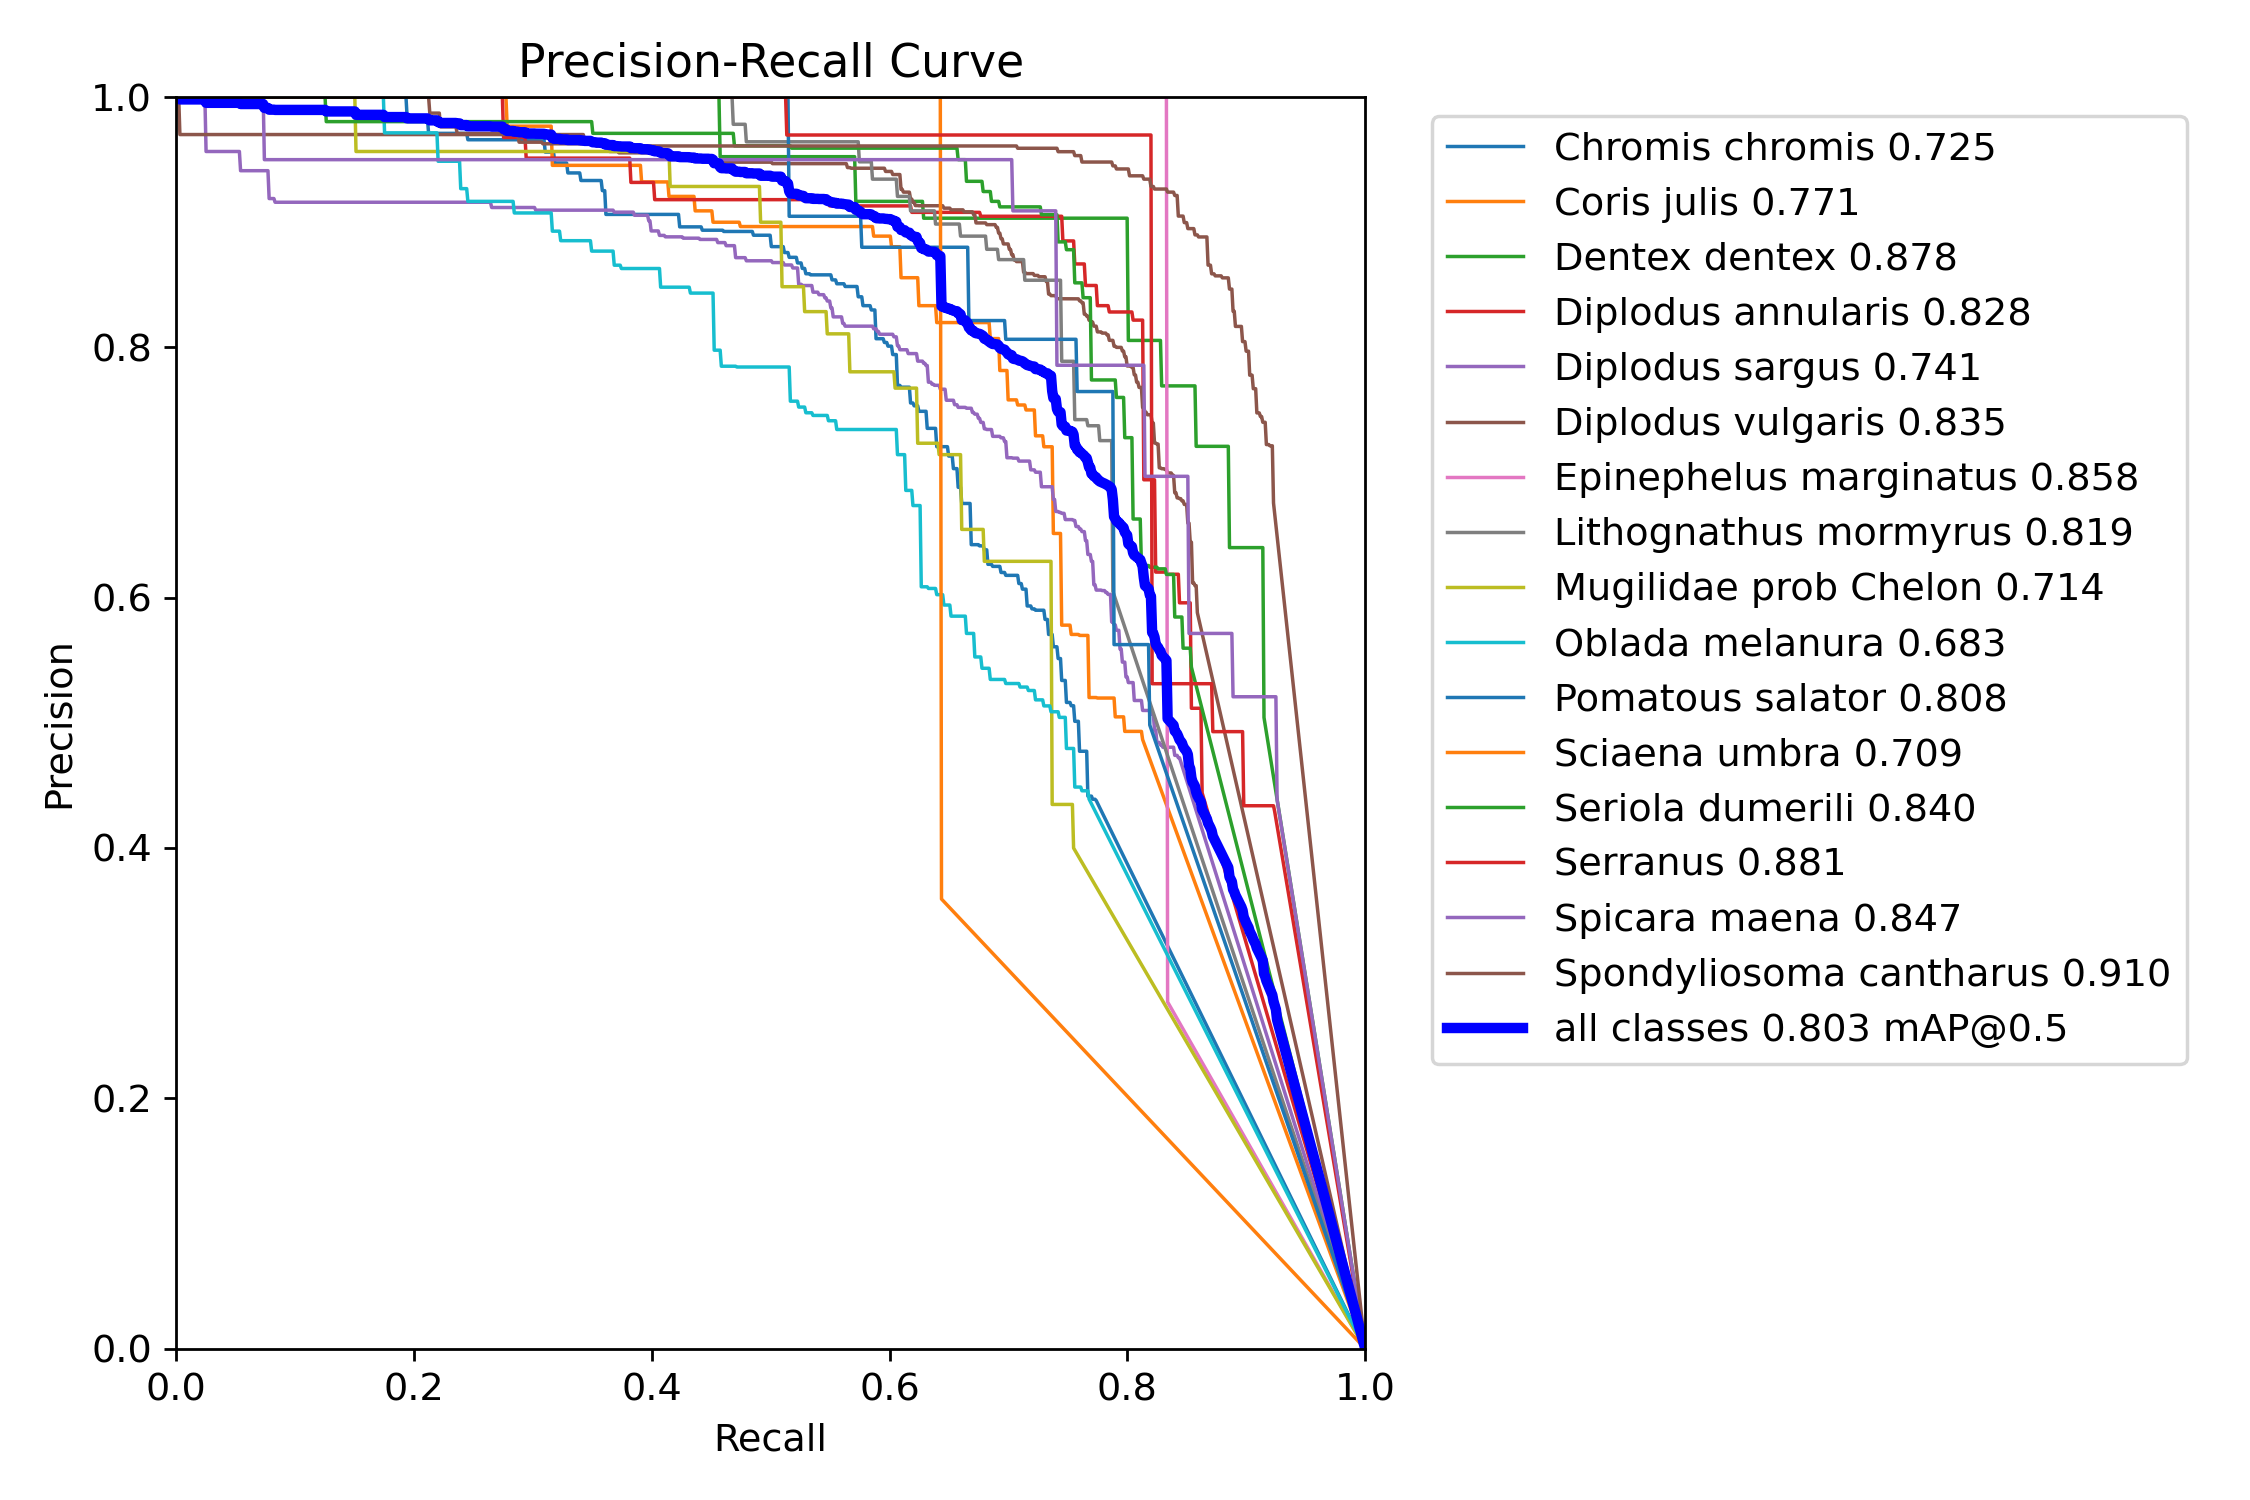 Precision-Recall Curve
1.0
0.8
0.6
0.4
0.2
0.0
Precision
0.0 0.2 0.4 0.6 0.8 1.0
Recall
Chromis chromis 0.725
Coris julis 0.771
Dentex dentex 0.878
Diplodus annularis 0.828
Diplodus sargus 0.741
Diplodus vulgaris 0.835
Epinephelus marginatus 0.858
Lithognathus mormyrus 0.819
Mugilidae prob Chelon 0.714
Oblada melanura 0.683
Pomatous salator 0.808
Sciaena umbra 0.709
Seriola dumerili 0.840
Serranus 0.881
Spicara maena 0.847
Spondyliosoma cantharus 0.910
all classes 0.803 mAP@0.5